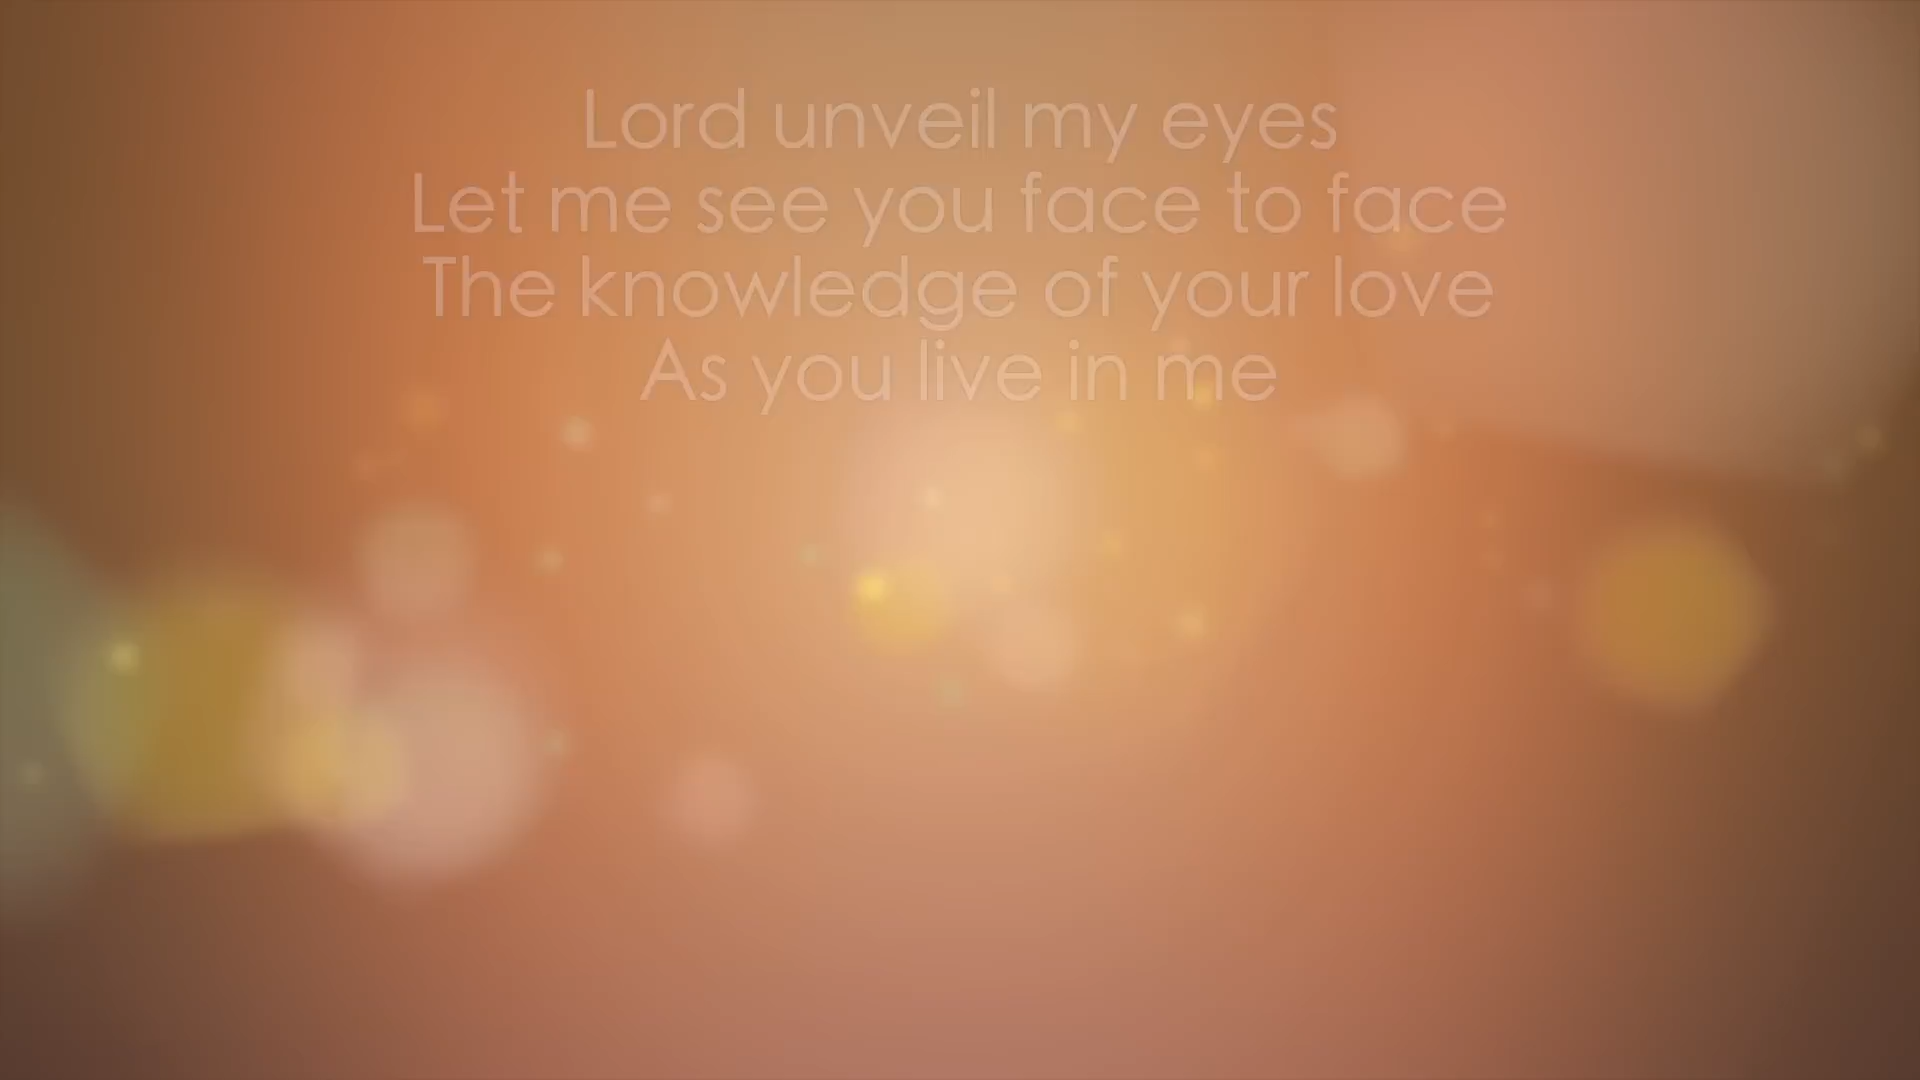 Lord unveil my eyes
Let me see you face to face
The knowledge of your love
As you live in me